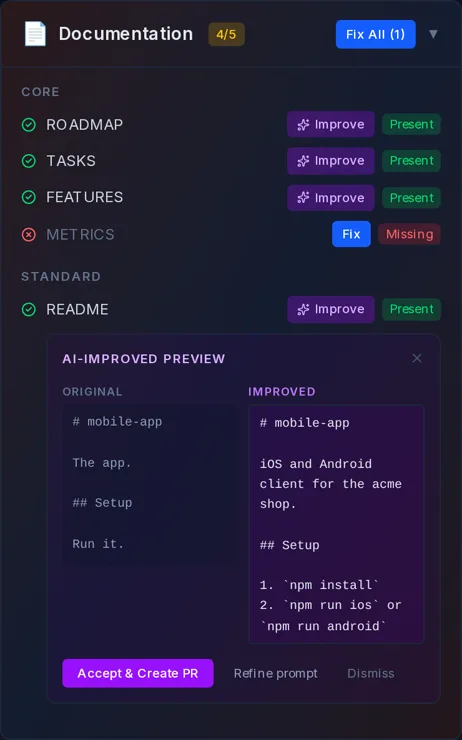 Documentation 4/5 Fix All (1)
CORE
ROADMAP Improve Present
TASKS Improve Present
FEATURES Improve Present
METRICS Fix Missing
STANDARD
README Improve Present
AI-IMPROVED PREVIEW
ORIGINAL
# mobile-app
The app.
## Setup
Run it.
IMPROVED
# mobile-app
iOS and Android
client for the acme
shop.
## Setup
1. `npm install`
2. `npm run ios` or
`npm run android`
Accept & Create PR Refine prompt Dismiss